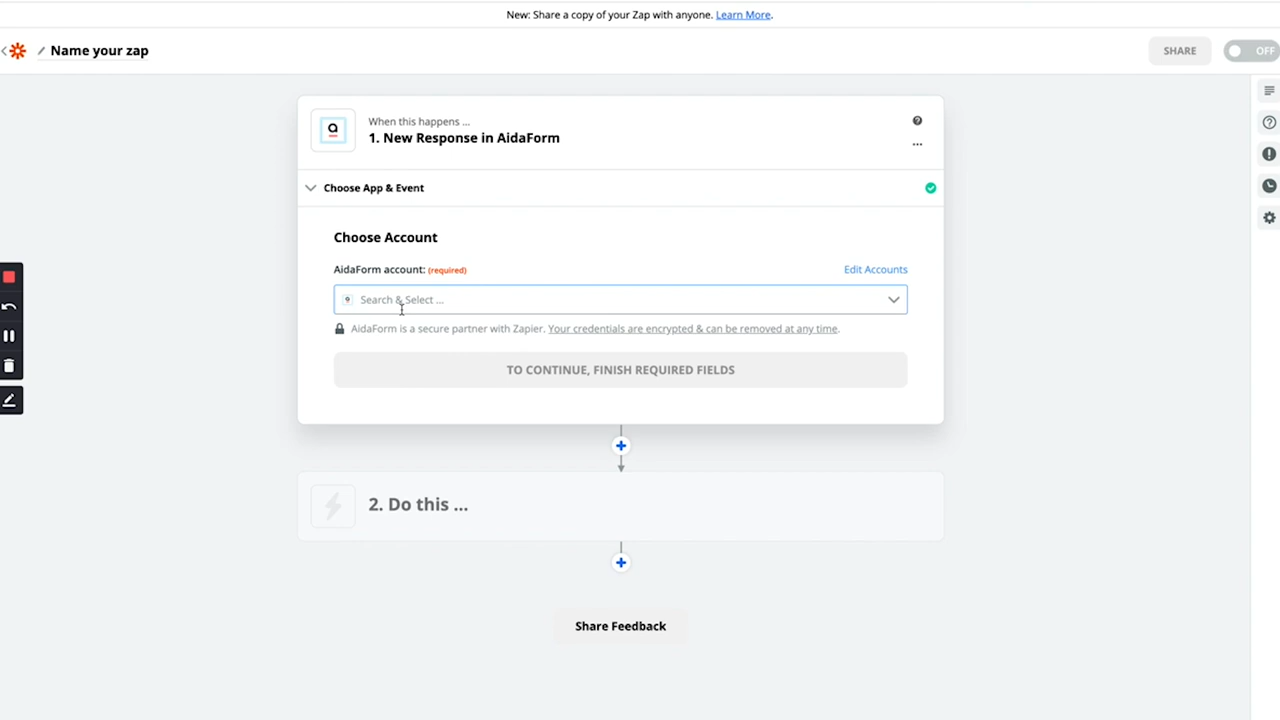 New: Share a copy of your Zap with anyone. Learn More.
Name your zap
SHARE
OFF
When this happens ...
1. New Response in AidaForm
Choose App & Event
Choose Account
AidaForm account: (required)
Edit Accounts
Search & Select ...
AidaForm is a secure partner with Zapier. Your credentials are encrypted & can be removed at any time.
TO CONTINUE, FINISH REQUIRED FIELDS
2. Do this ...
Share Feedback